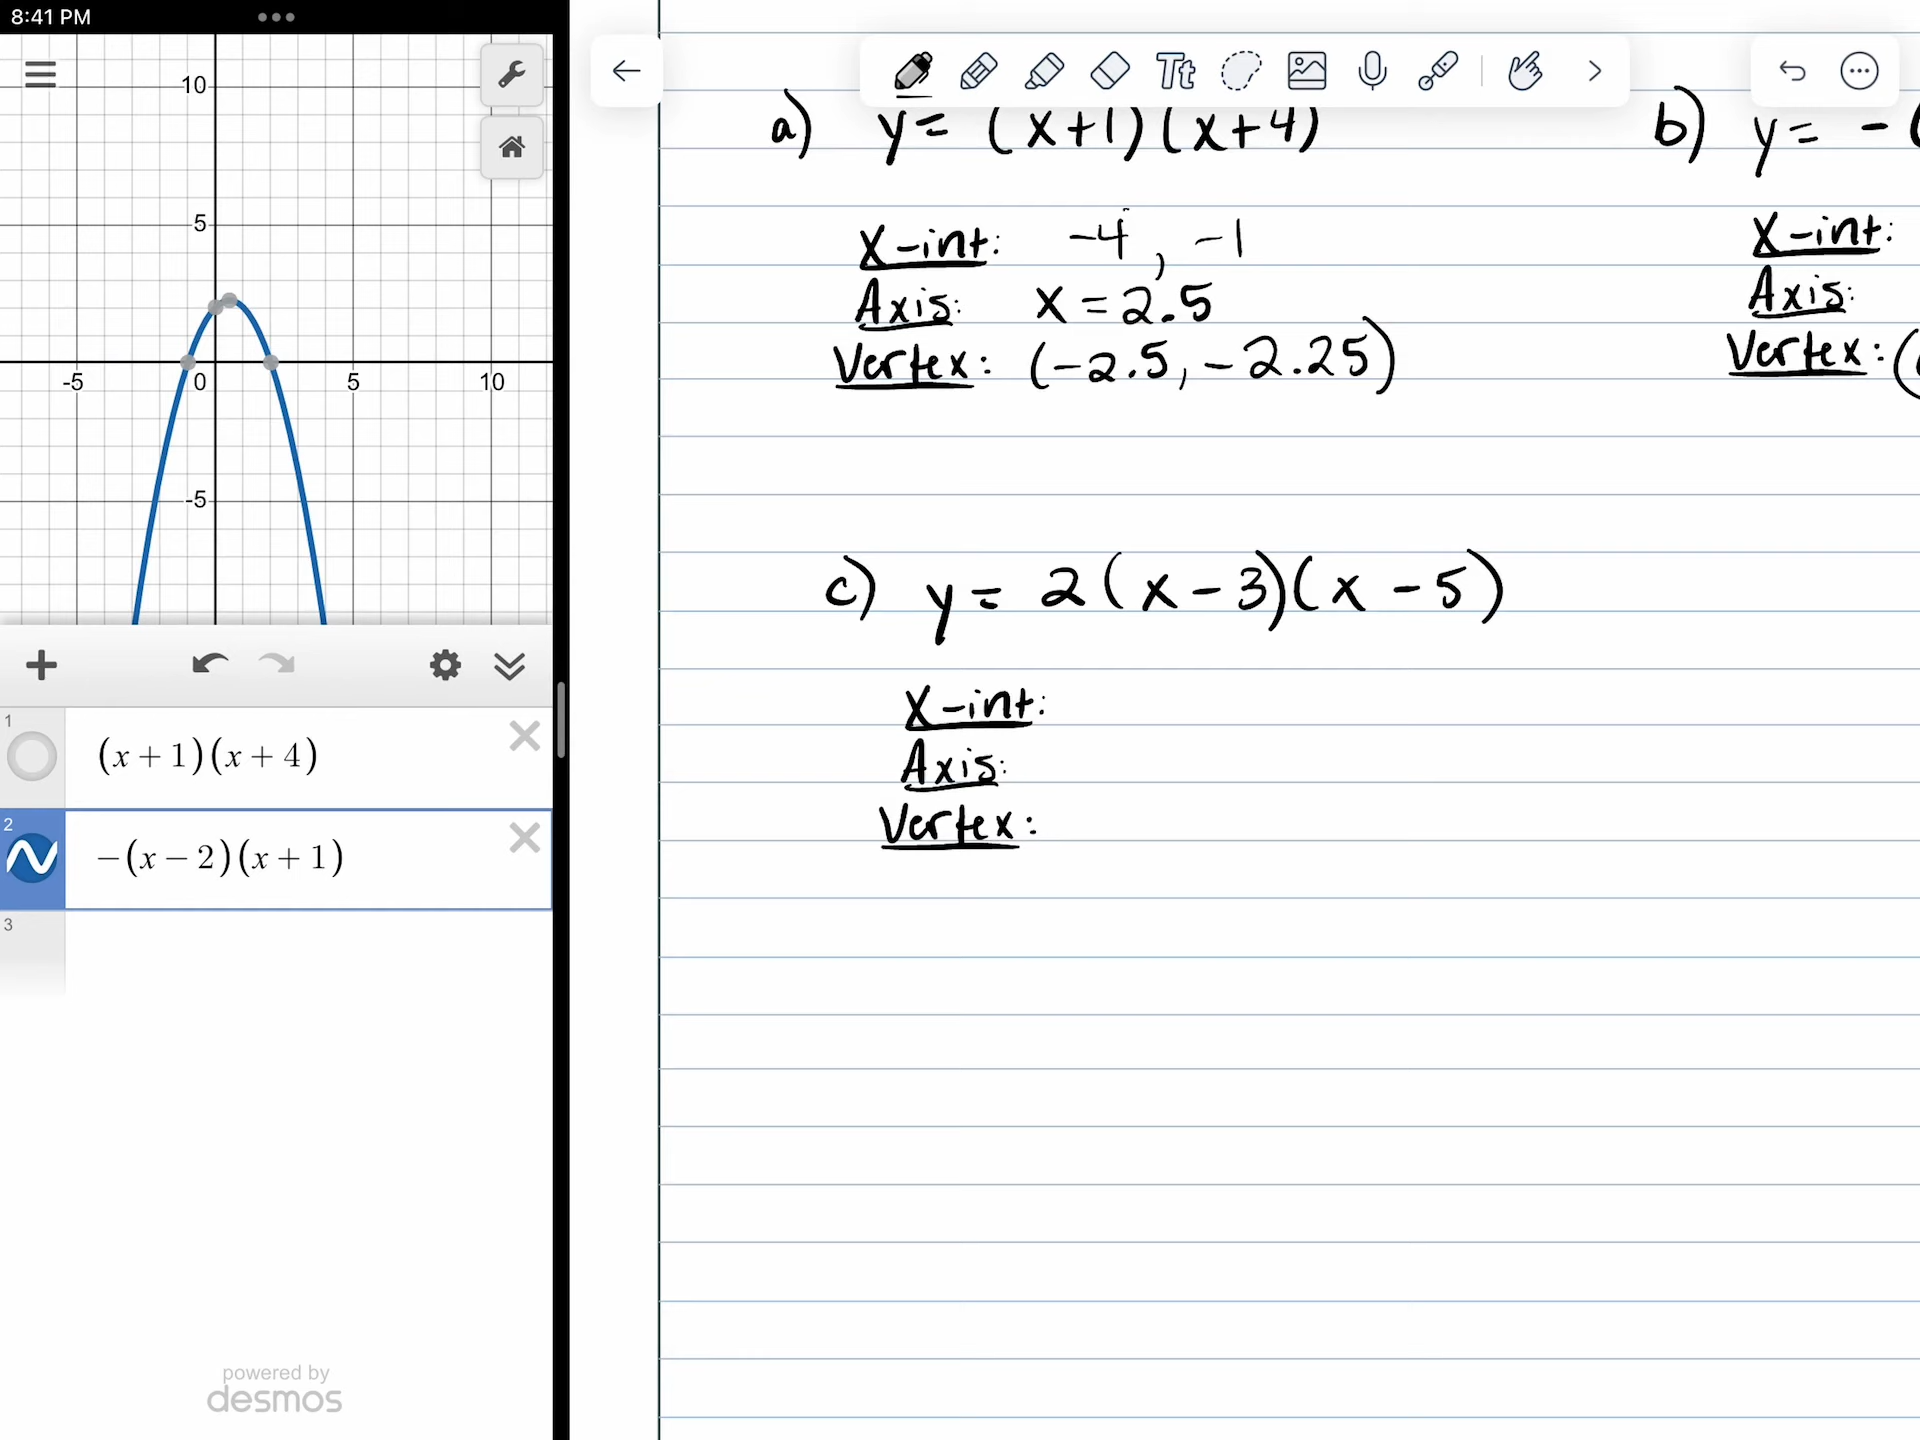 8:41 PM
10
5
-5
0
5
10
-5
1
(x + 1)(x + 4)
2
-(x - 2)(x + 1)
3
powered by
desmos
Tt
a) y = (x+1)(x+4)
X-int: -4, -1
Axis: x = 2.5
Vertex: (-2.5, -2.25)
b) y = -(
X-int:
Axis:
Vertex: (
c) y = 2(x-3)(x-5)
X-int:
Axis:
Vertex: